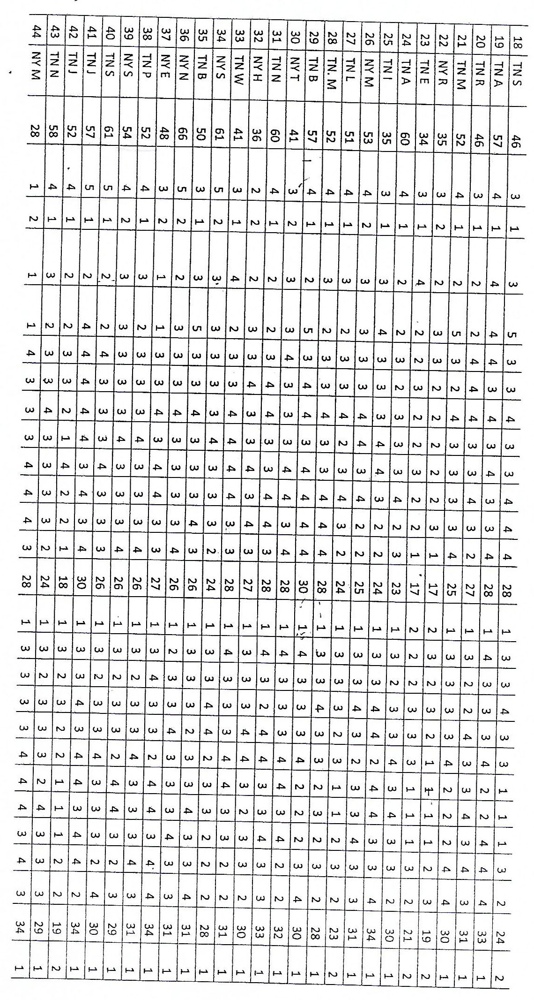 18 TN S 46 3 1 3 5 3 3 4 3 3 4 4 4 28 1 3 3 4 3 3 1 1 1 3 2 24 2
19 TN A 57 4 1 4 4 4 3 4 3 4 3 3 4 28 1 4 3 3 3 4 2 2 4 4 4 33 1
20 TN R 46 3 1 2 2 4 4 4 3 3 4 3 2 27 1 3 2 2 4 3 3 4 3 4 3 31 1
21 TN M 52 4 1 2 5 3 2 4 3 3 3 3 4 25 1 3 3 3 3 4 2 2 2 4 4 30 1
22 NY R 35 3 2 2 3 3 2 2 2 2 2 3 1 17 2 3 2 3 2 1 1 1 1 2 3 19 2
23 TN E 34 3 1 4 2 2 3 2 2 3 2 2 1 17 2 2 2 3 3 3 1 1 1 3 2 21 2
24 TN A 60 4 1 2 2 3 2 3 3 3 4 2 3 23 1 3 2 3 3 4 3 4 3 3 2 30 1
25 TN I 35 3 1 3 4 3 3 3 4 4 3 2 2 24 1 3 3 4 4 2 4 4 3 3 4 34 1
26 NY M 53 4 2 3 3 3 3 4 4 3 4 2 2 25 1 3 3 4 3 2 3 3 4 3 3 31 1
27 TN L 51 4 1 3 2 3 3 4 2 3 4 3 2 24 1 3 3 3 2 3 1 1 2 3 2 23 2
28 TN. M 52 4 1 3 2 3 3 4 3 3 4 4 4 28 1 3 3 4 3 3 2 3 2 3 2 28 1
29 TN B 57 4 1 2 5 3 4 4 3 4 4 4 4 30 1 4 3 3 3 4 2 2 2 3 4 30 1
30 NY T 41 3 2 3 3 4 3 3 3 4 4 3 4 28 1 4 3 3 3 4 4 3 4 2 2 32 1
31 TN N 60 4 1 2 2 3 4 4 3 3 4 4 3 28 1 4 3 2 4 4 3 3 4 3 3 33 1
32 NY H 36 2 2 2 3 3 4 3 3 4 3 4 3 27 1 3 3 3 4 4 3 2 3 3 2 30 1
33 TN W 41 3 1 4 2 3 3 4 4 4 4 3 3 28 1 4 3 3 3 4 4 3 3 2 2 31 1
34 NY S 61 5 2 3 3 3 3 3 4 3 3 3 2 24 1 3 3 4 4 2 3 3 2 2 2 28 1
35 TN B 50 3 1 3 5 3 3 4 3 3 3 4 3 26 1 3 3 3 2 3 3 4 3 3 4 31 1
36 NY N 66 5 2 2 3 3 3 4 3 3 3 3 4 26 1 2 3 3 4 3 3 3 4 3 3 31 1
37 NY E 48 3 2 1 1 3 3 4 3 4 4 3 3 27 1 3 4 3 3 2 4 4 3 4 4 34 1
38 TN P 52 4 1 3 2 3 3 3 4 3 3 3 4 26 1 3 2 3 3 4 3 3 3 4 3 31 1
39 NY S 54 4 2 3 3 3 3 3 4 3 3 3 4 26 1 3 2 3 3 2 4 4 3 2 3 29 1
40 TN S 61 5 1 2 2 4 3 3 3 4 3 3 3 26 1 3 2 3 3 4 3 3 3 2 4 30 1
41 TN J 57 5 1 2 4 4 4 4 4 3 4 3 4 30 1 3 3 4 3 4 4 3 4 4 2 34 1
42 TN J 52 4 1 2 2 3 3 2 1 4 2 2 1 18 1 3 2 3 2 2 1 1 1 2 2 19 2
43 TN N 58 4 1 3 2 3 3 4 3 3 3 3 2 24 1 3 2 3 3 3 2 4 3 3 3 29 1
44 NY M 28 1 2 1 1 4 3 3 3 4 4 4 3 28 1 3 3 3 3 4 4 4 3 4 3 34 1